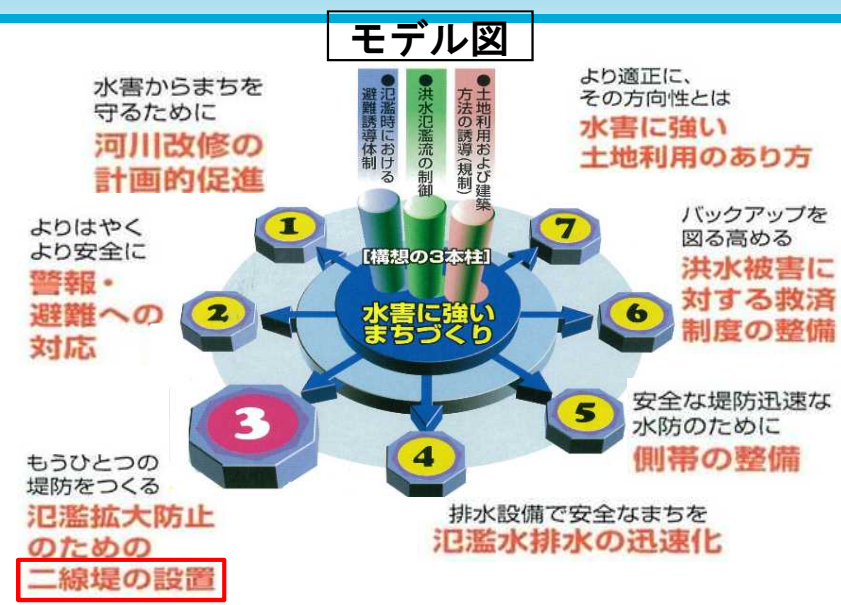 モデル図
●氾濫時における
避難誘導体制
●洪水氾濫流の制御
●土地利用および建築
方法の誘導(規制)
[構想の3本柱]
水害に強い
まちづくり
1
水害からまちを
守るために
河川改修の
計画的促進
2
よりはやく
より安全に
警報・
避難への
対応
3
もうひとつの
堤防をつくる
氾濫拡大防止
のための
二線堤の設置
4
排水設備で安全なまちを
氾濫水排水の迅速化
5
安全な堤防迅速な
水防のために
側帯の整備
6
バックアップを
図る高める
洪水被害に
対する救済
制度の整備
7
より適正に、
その方向性とは
水害に強い
土地利用のあり方